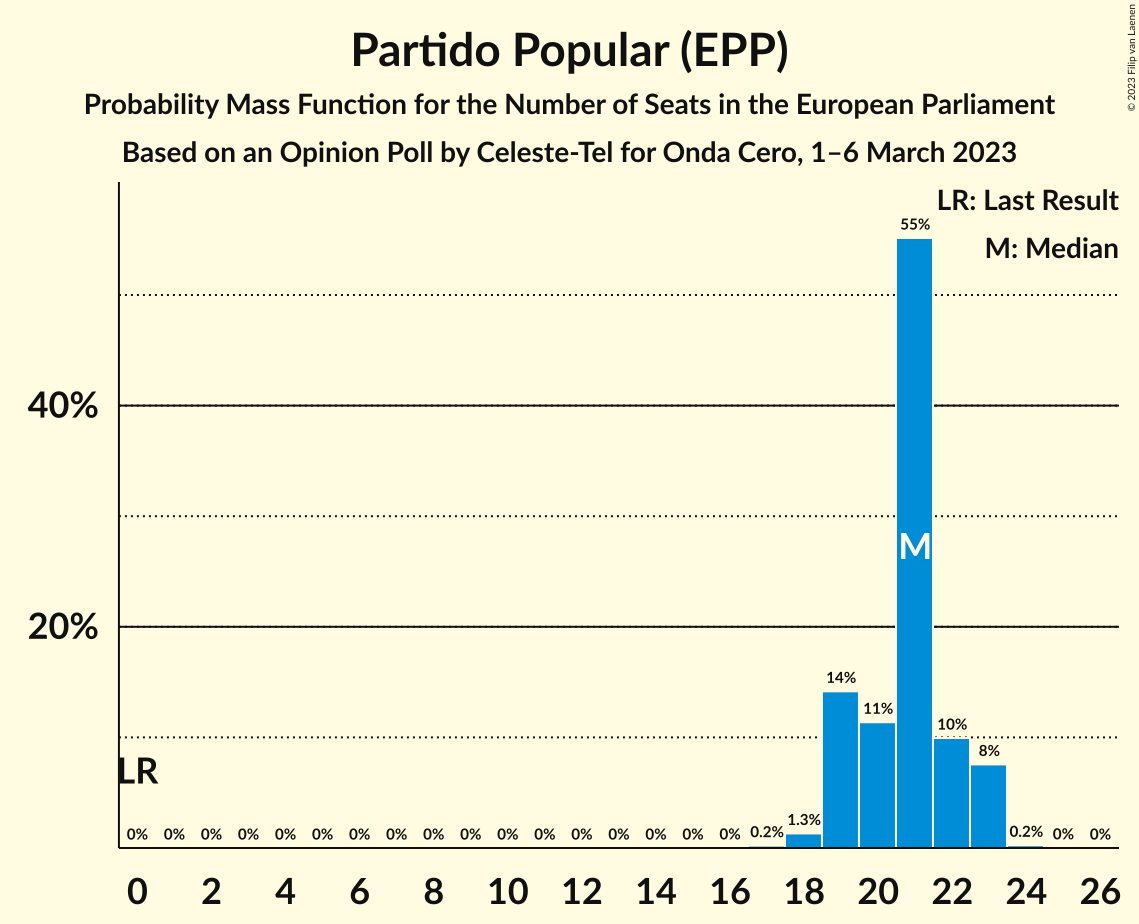 Partido Popular (EPP)
Probability Mass Function for the Number of Seats in the European Parliament
Based on an Opinion Poll by Celeste-Tel for Onda Cero, 1–6 March 2023
© 2023 Filip van Laenen
LR: Last Result
M: Median
55%
40%
M
20%
14%
11%
10%
8%
LR
0% 0% 0% 0% 0% 0% 0% 0% 0% 0% 0% 0% 0% 0% 0% 0% 0% 0.2% 1.3% 0.2% 0% 0%
0 2 4 6 8 10 12 14 16 18 20 22 24 26